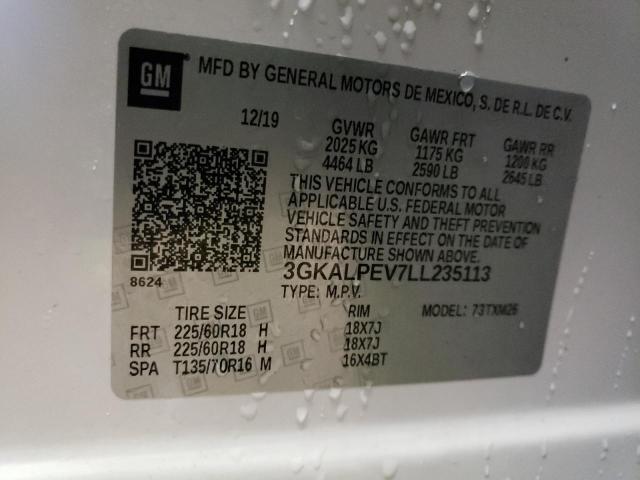 GM MFD BY GENERAL MOTORS DE MEXICO, S. DE R.L. DE C.V.
12/19 GVWR GAWR FRT GAWR RR
2025 KG 1175 KG 1200 KG
4464 LB 2590 LB 2645 LB
THIS VEHICLE CONFORMS TO ALL
APPLICABLE U.S. FEDERAL MOTOR
VEHICLE SAFETY AND THEFT PREVENTION
STANDARDS IN EFFECT ON THE DATE OF
MANUFACTURE SHOWN ABOVE.
3GKALPEV7LL235113
8624 TYPE: M.P.V. MODEL: 73TXM26
TIRE SIZE RIM
FRT 225/60R18 H 18X7J
RR 225/60R18 H 18X7J
SPA T135/70R16 M 16X4BT